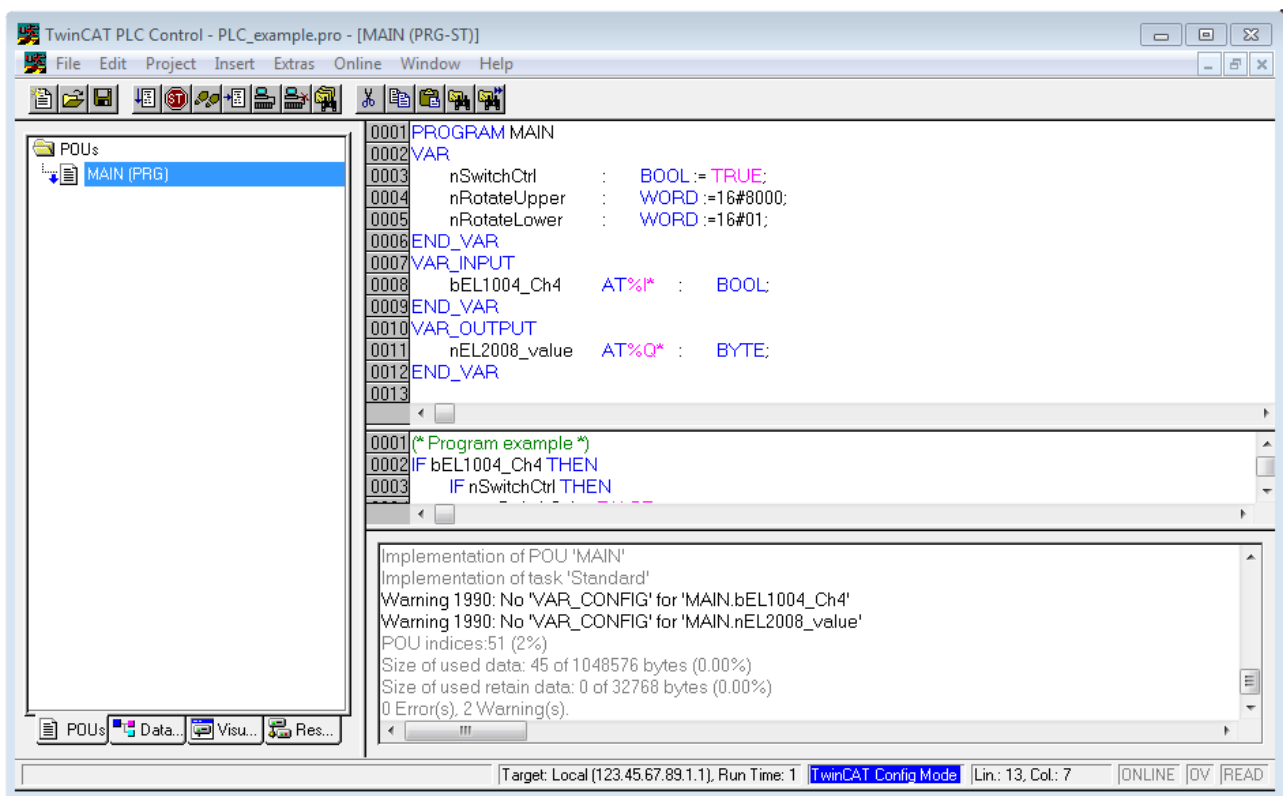 TwinCAT PLC Control - PLC_example.pro - [MAIN (PRG-ST)]
File Edit Project Insert Extras Online Window Help
POUs
MAIN (PRG)
0001 PROGRAM MAIN
0002 VAR
0003 nSwitchCtrl : BOOL := TRUE;
0004 nRotateUpper : WORD :=16#8000;
0005 nRotateLower : WORD :=16#01;
0006 END_VAR
0007 VAR_INPUT
0008 bEL1004_Ch4 AT%I* : BOOL;
0009 END_VAR
0010 VAR_OUTPUT
0011 nEL2008_value AT%Q* : BYTE;
0012 END_VAR
0013
0001 (* Program example *)
0002 IF bEL1004_Ch4 THEN
0003 IF nSwitchCtrl THEN
Implementation of POU 'MAIN'
Implementation of task 'Standard'
Warning 1990: No 'VAR_CONFIG' for 'MAIN.bEL1004_Ch4'
Warning 1990: No 'VAR_CONFIG' for 'MAIN.nEL2008_value'
POU indices:51 (2%)
Size of used data: 45 of 1048576 bytes (0.00%)
Size of used retain data: 0 of 32768 bytes (0.00%)
0 Error(s), 2 Warning(s).
POUs Data... Visu... Res...
Target: Local (123.45.67.89.1.1), Run Time: 1 TwinCAT Config Mode Lin.: 13, Col.: 7 ONLINE OV READ